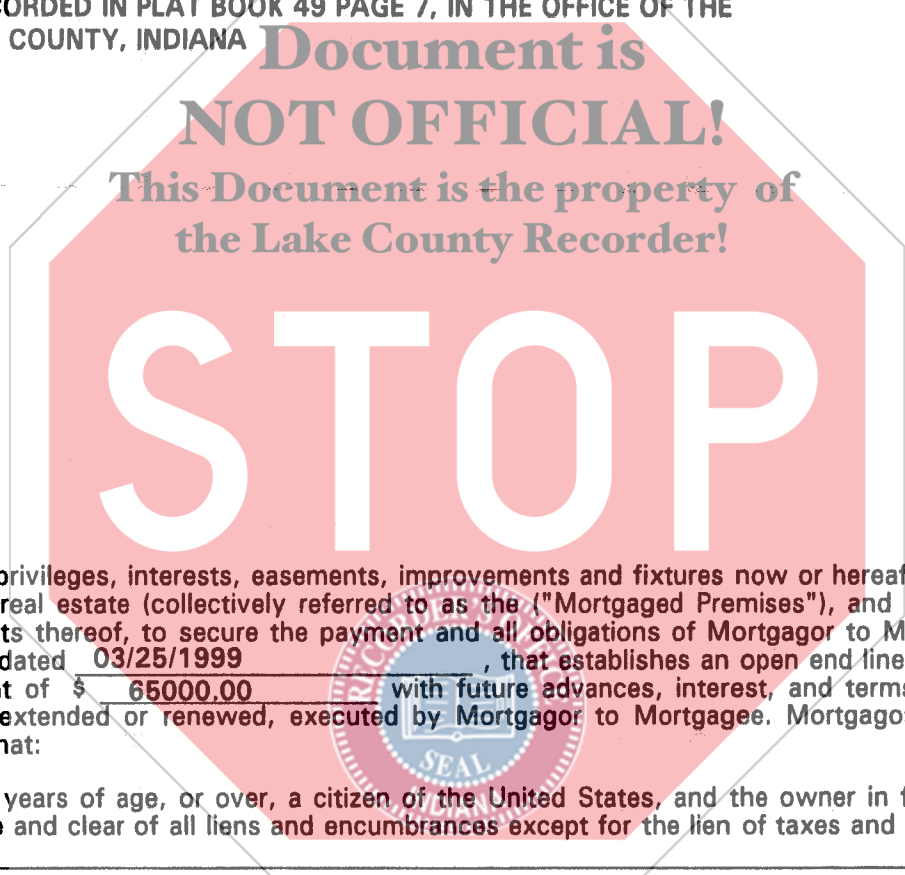 CORDED IN PLAT BOOK 49 PAGE 7, IN THE OFFICE OF THE
COUNTY, INDIANA
Document is
NOT OFFICIAL!
This Document is the property of
the Lake County Recorder!
STOP
privileges, interests, easements, improvements and fixtures now or hereaf
real estate (collectively referred to as the ("Mortgaged Premises"), and
ts thereof, to secure the payment and all obligations of Mortgagor to M
dated 03/25/1999 , that establishes an open end line
t of $ 65000.00 with future advances, interest, and terms
extended or renewed, executed by Mortgagor to Mortgagee. Mortgago
hat:
SEAL
INDIANA
years of age, or over, a citizen of the United States, and the owner in f
e and clear of all liens and encumbrances except for the lien of taxes and